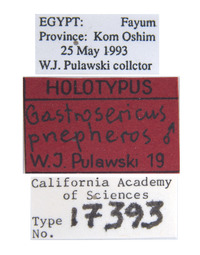 EGYPT: Fayum
Province: Kom Oshim
25 May 1993
W.J. Pulawski collctor
HOLOTYPUS
Gastrosericus
pnepheros ♂
W.J. Pulawski 19
California Academy
of Sciences
Type
No. 17393